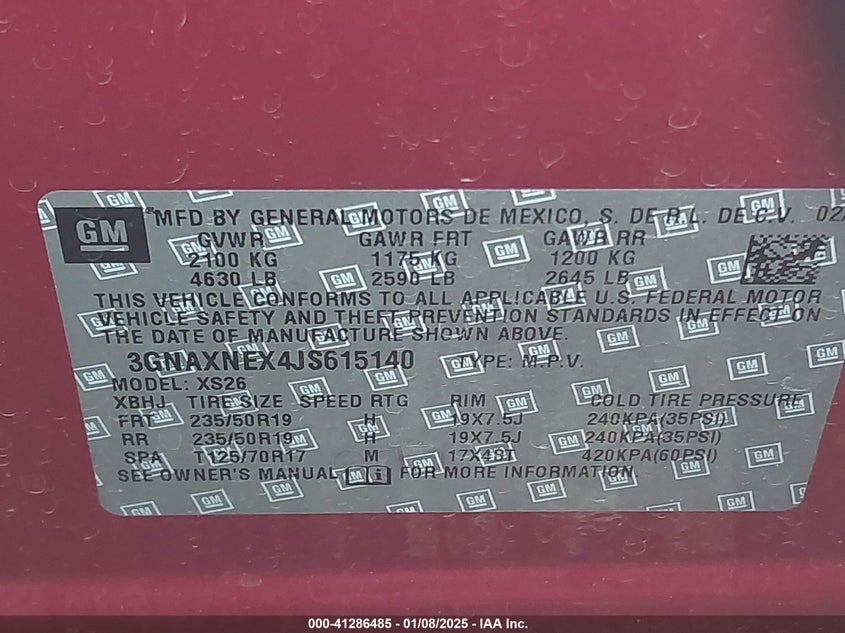 GM MFD BY GENERAL MOTORS DE MEXICO, S. DE R.L. DE C.V. 02/
GVWR GAWR FRT GAWR RR
2100 KG 1175 KG 1200 KG
4630 LB 2590 LB 2645 LB
THIS VEHICLE CONFORMS TO ALL APPLICABLE U.S. FEDERAL MOTOR
VEHICLE SAFETY AND THEFT PREVENTION STANDARDS IN EFFECT ON
THE DATE OF MANUFACTURE SHOWN ABOVE.
3GNAXNEX4JS615140 TYPE: M.P.V.
MODEL: XS26
XBHJ TIRE SIZE SPEED RTG RIM COLD TIRE PRESSURE
FRT 235/50R19 H 19X7.5J 240KPA(35PSI)
RR 235/50R19 H 19X7.5J 240KPA(35PSI)
SPA T125/70R17 M 17X4BT 420KPA(60PSI)
SEE OWNER'S MANUAL FOR MORE INFORMATION.
000-41286485 - 01/08/2025 - IAA Inc.